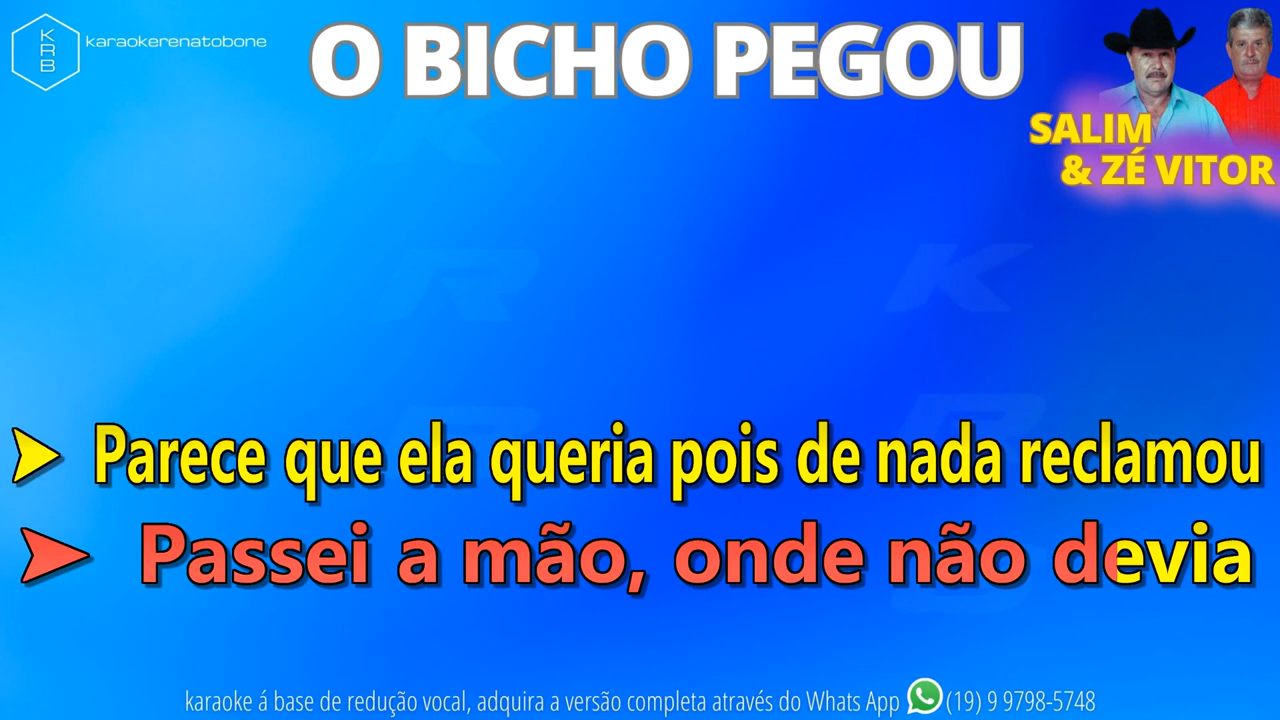 KRB
karaokerenatobone
O BICHO PEGOU
SALIM
& ZÉ VITOR
K
R
K
B
Parece que ela queria pois de nada reclamou
Passei a mão, onde não devia
karaoke á base de redução vocal, adquira a versão completa através do Whats App (19) 9 9798-5748